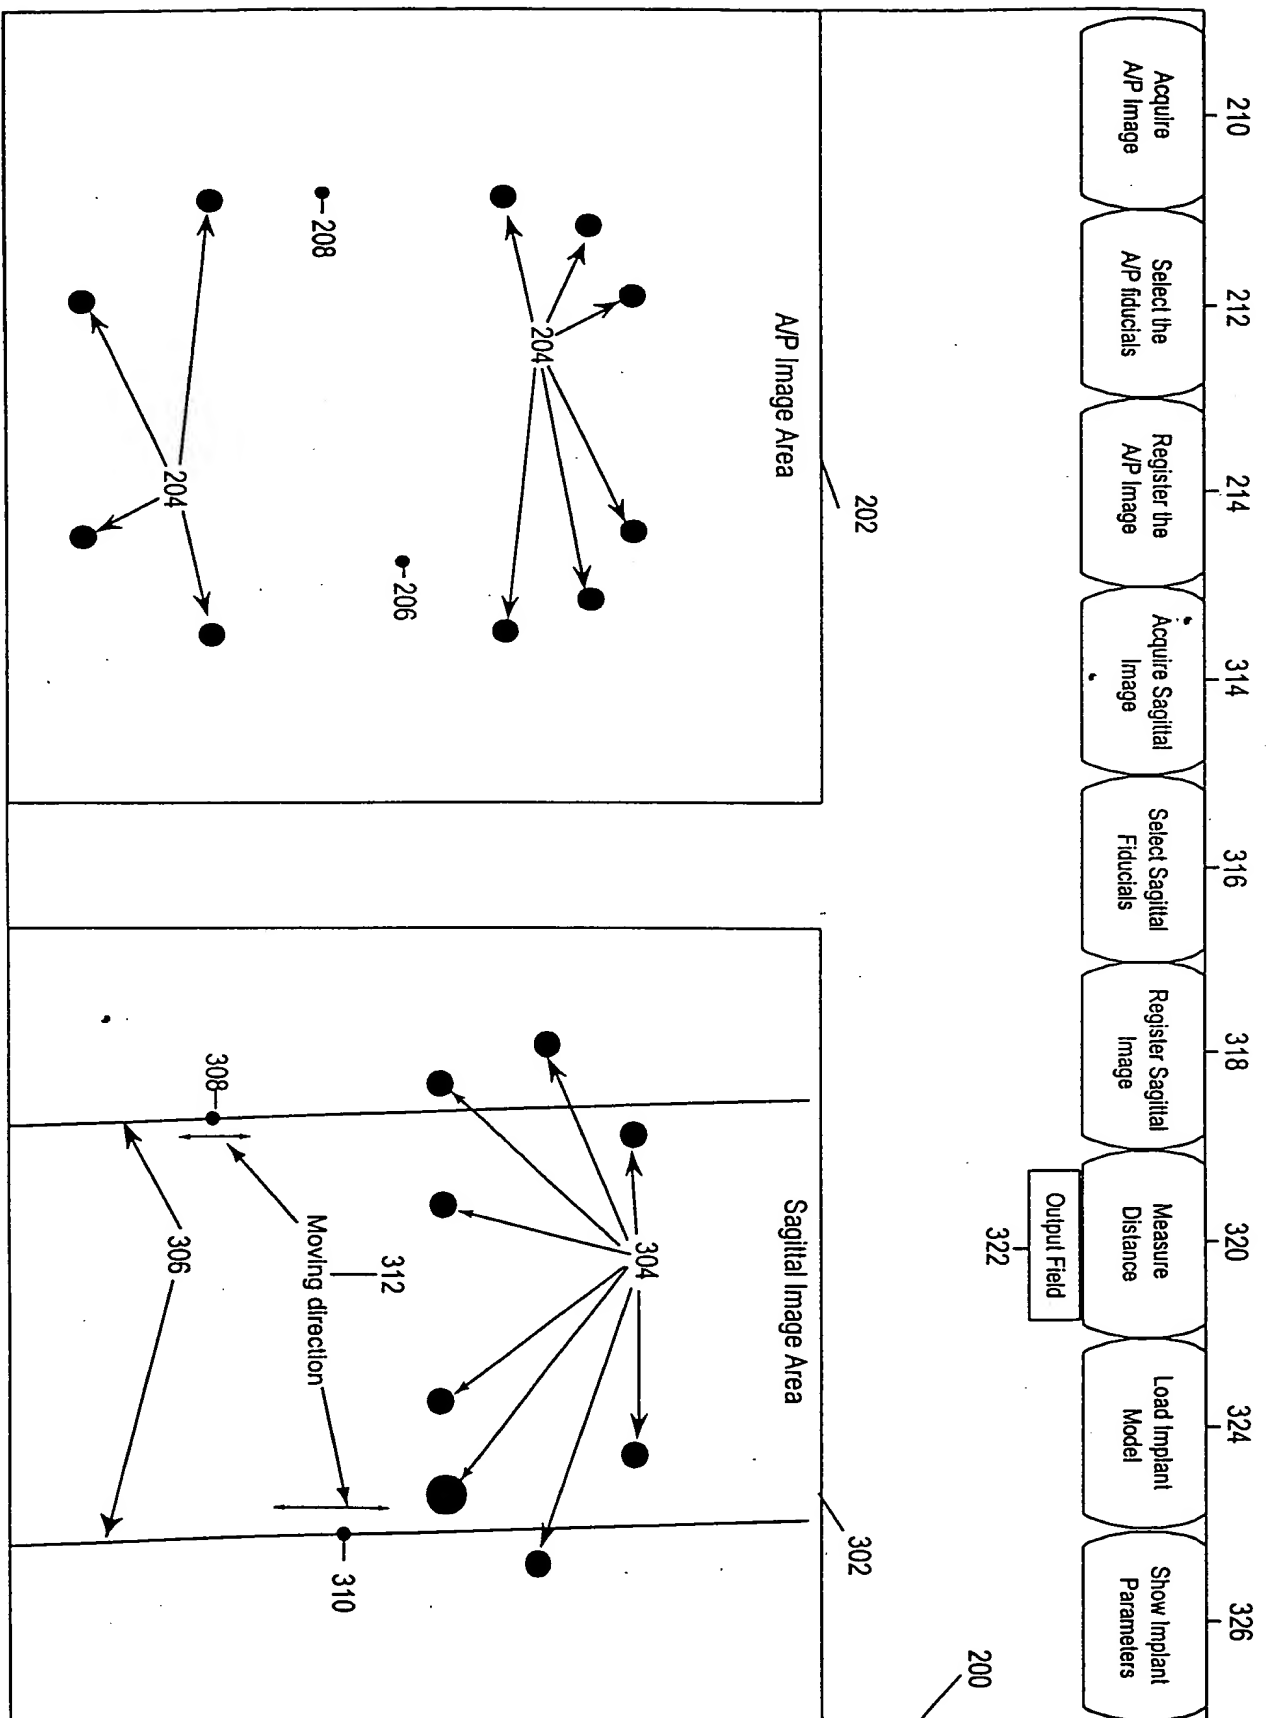 210
212
214
314
316
318
320
324
326
Acquire
A/P Image
Select the
A/P fiducials
Register the
A/P Image
Acquire Sagittal
Image
Select Sagittal
Fiducials
Register Sagittal
Image
Measure
Distance
Load Implant
Model
Show Implant
Parameters
Output Field
322
200
202
302
A/P Image Area
204
208
206
204
Sagittal Image Area
304
312
Moving direction
308
310
306